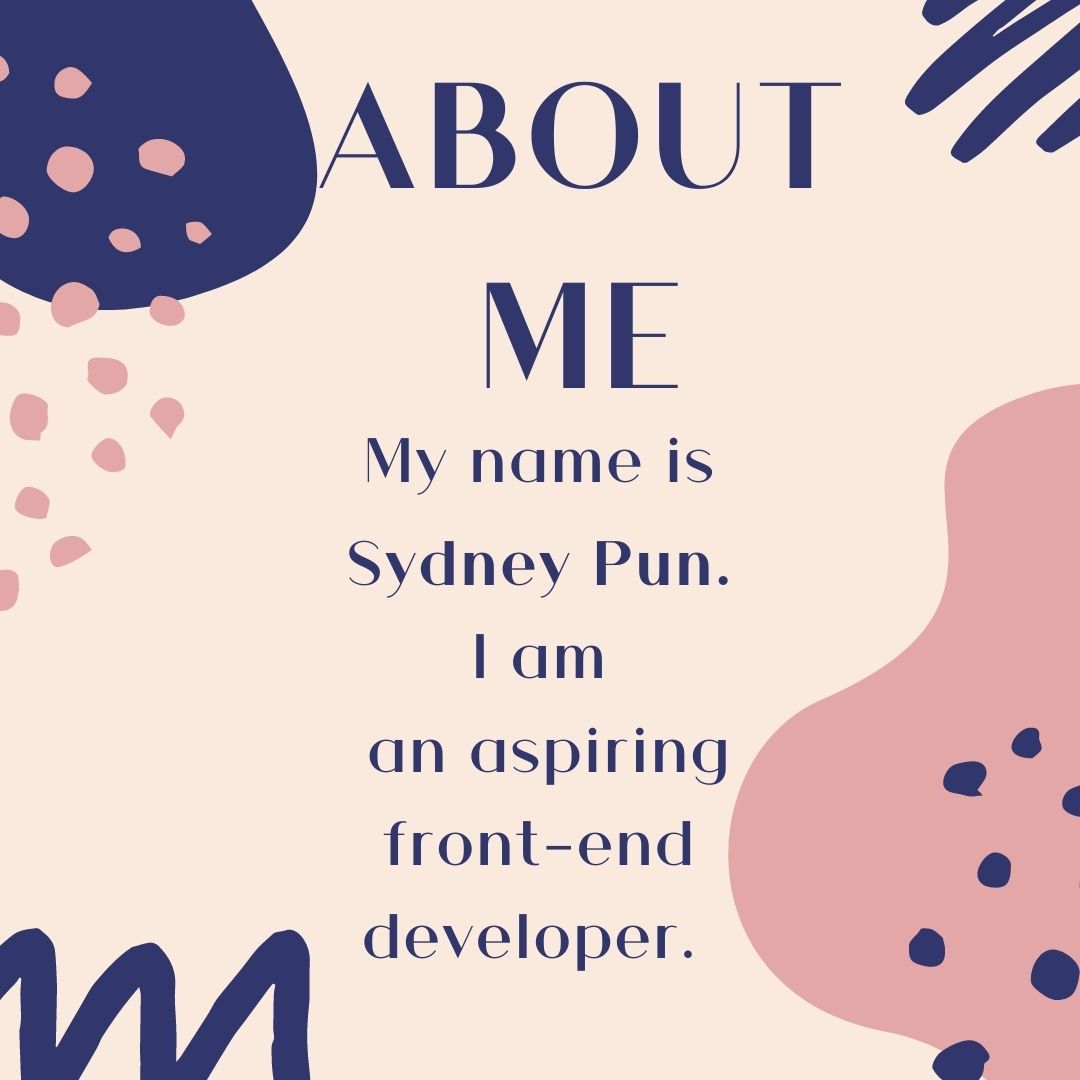 ABOUT
ME
My name is
Sydney Pun.
I am
an aspiring
front-end
developer.